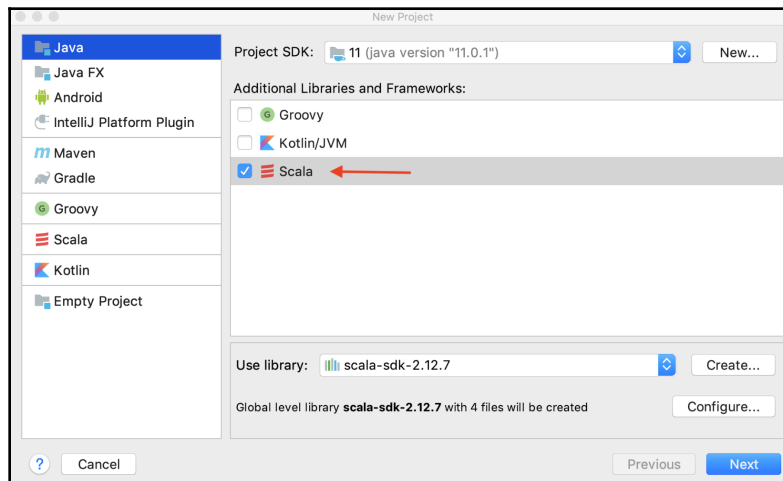 New Project
Java
Java FX
Android
IntelliJ Platform Plugin
Maven
Gradle
Groovy
Scala
Kotlin
Empty Project
Project SDK: 11 (java version "11.0.1") New...
Additional Libraries and Frameworks:
Groovy
Kotlin/JVM
Scala
Use library: scala-sdk-2.12.7 Create...
Global level library scala-sdk-2.12.7 with 4 files will be created Configure...
? Cancel Previous Next